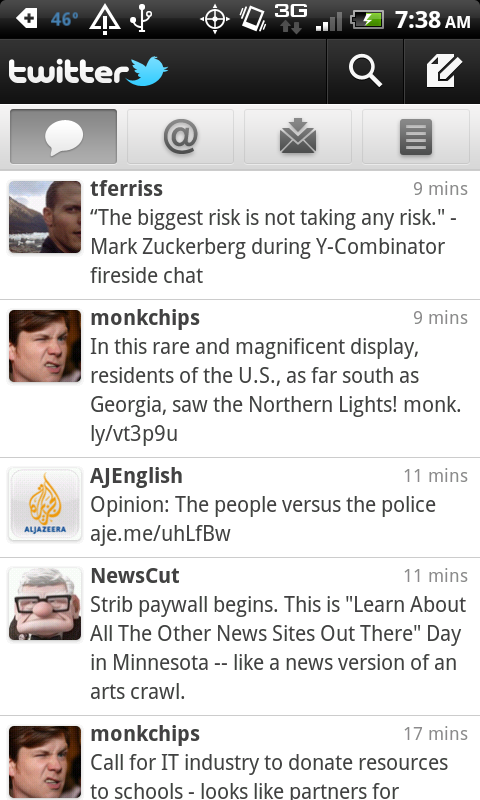 46° 3G 7:38 AM
twitter
@
tferriss 9 mins
“The biggest risk is not taking any risk." -
Mark Zuckerberg during Y-Combinator
fireside chat
monkchips 9 mins
In this rare and magnificent display,
residents of the U.S., as far south as
Georgia, saw the Northern Lights! monk.
ly/vt3p9u
ALJAZEERA
AJEnglish 11 mins
Opinion: The people versus the police
aje.me/uhLfBw
NewsCut 11 mins
Strib paywall begins. This is "Learn About
All The Other News Sites Out There" Day
in Minnesota -- like a news version of an
arts crawl.
monkchips 17 mins
Call for IT industry to donate resources
to schools - looks like partners for